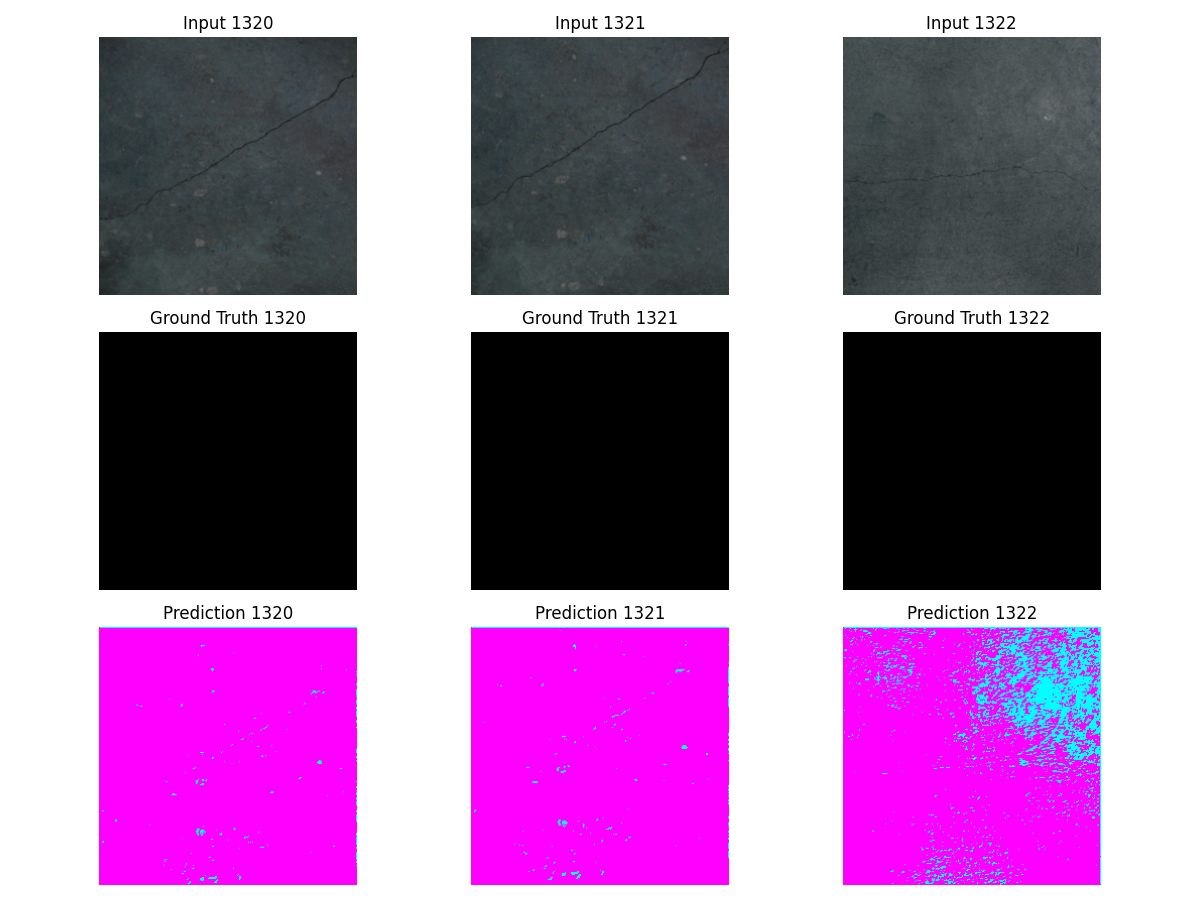 Input 1320
Input 1321
Input 1322
Ground Truth 1320
Ground Truth 1321
Ground Truth 1322
Prediction 1320
Prediction 1321
Prediction 1322